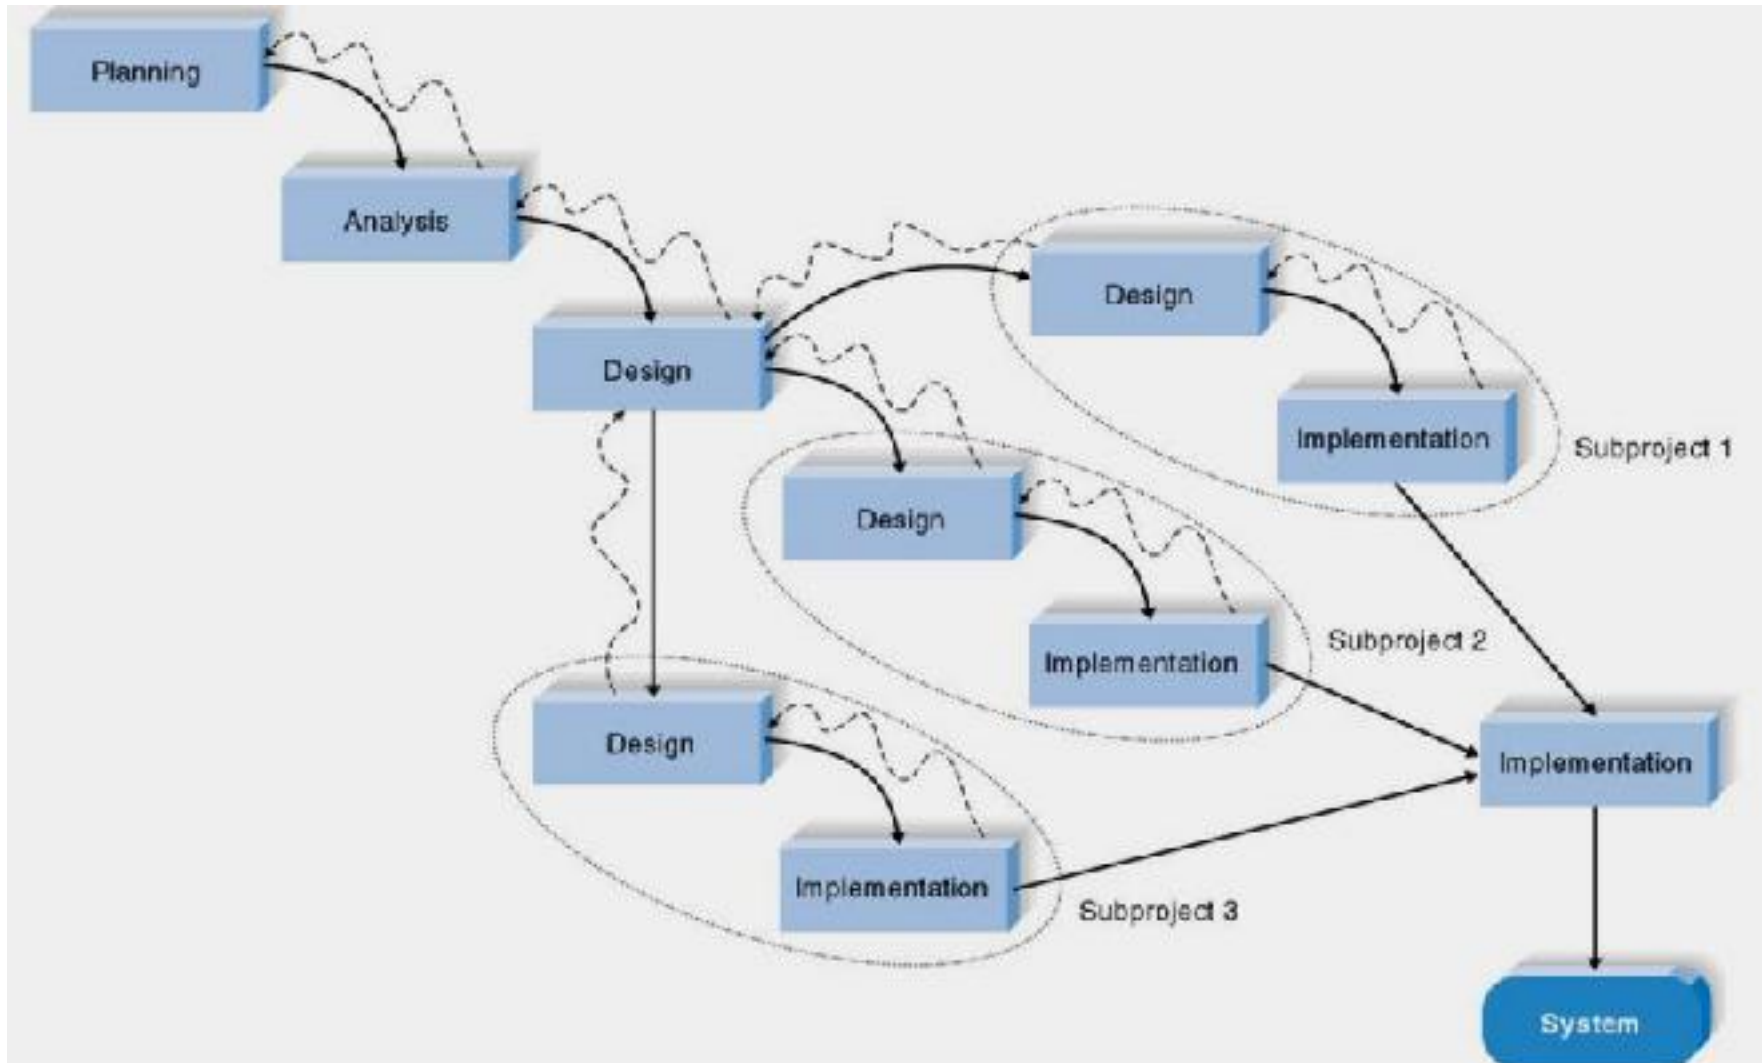 Planning
Analysis
Design
Design
Implementation
Subproject 1
Design
Implementation
Subproject 2
Design
Implementation
Subproject 3
Implementation
System